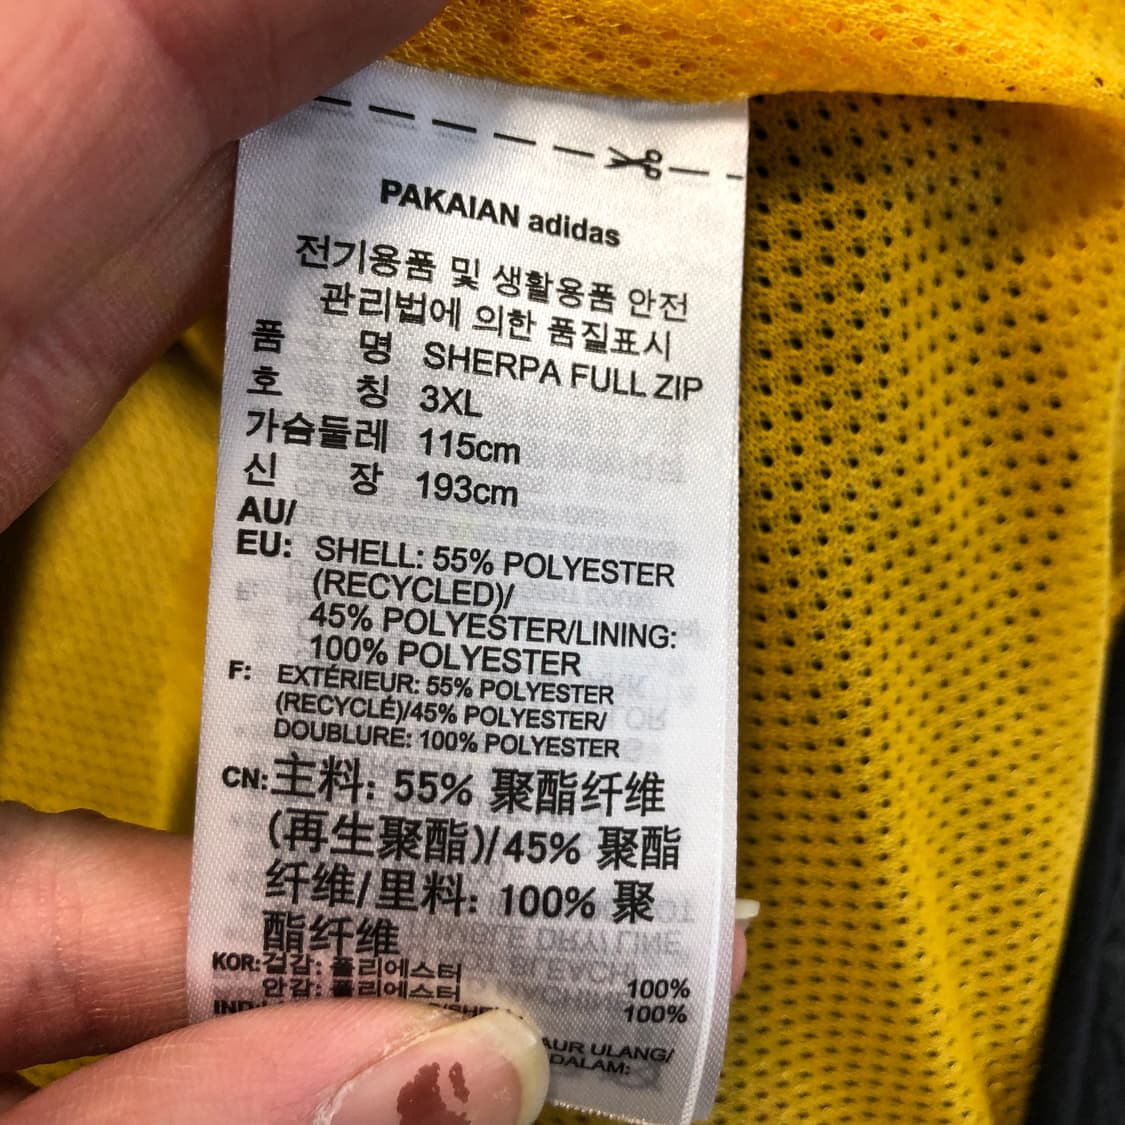 PAKAIAN adidas
전기용품 및 생활용품 안전
관리법에 의한 품질표시
품 명 SHERPA FULL ZIP
호 칭 3XL
가슴둘레 115cm
신 장 193cm
AU/
EU: SHELL: 55% POLYESTER
(RECYCLED)/
45% POLYESTER/LINING:
100% POLYESTER
F: EXTÉRIEUR: 55% POLYESTER
(RECYCLÉ)/45% POLYESTER/
DOUBLURE: 100% POLYESTER
CN: 主料: 55% 聚酯纤维
(再生聚酯)/45% 聚酯
纤维/里料: 100% 聚
酯纤维
KOR: 겉감: 폴리에스터 100%
안감: 폴리에스터 100%
IND:
AUR ULANG/
DALAM: